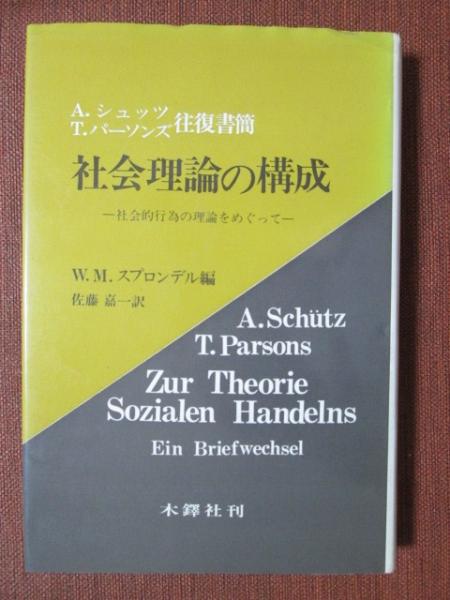 A. シュッツ
T. パーソンズ 往復書簡
社会理論の構成
―社会的行為の理論をめぐって―
W. M. スプロンデル編
佐藤 嘉一訳
A. Schütz
T. Parsons
Zur Theorie
Sozialen Handelns
Ein Briefwechsel
木鐸社刊